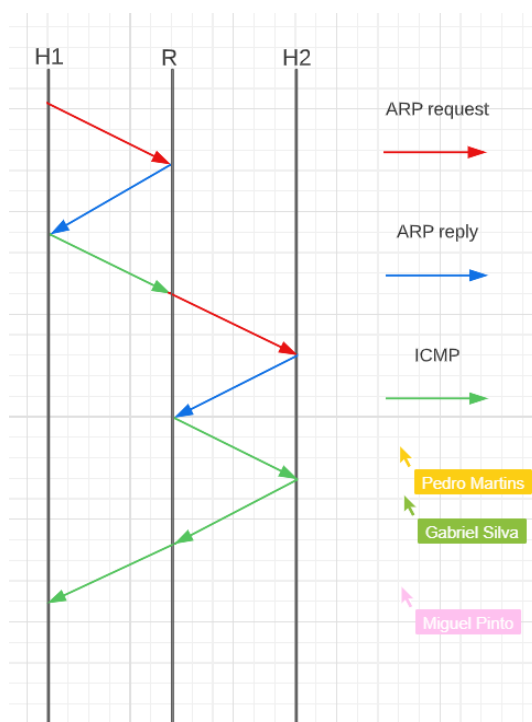 H1 R H2
ARP request
ARP reply
ICMP
Pedro Martins
Gabriel Silva
Miguel Pinto